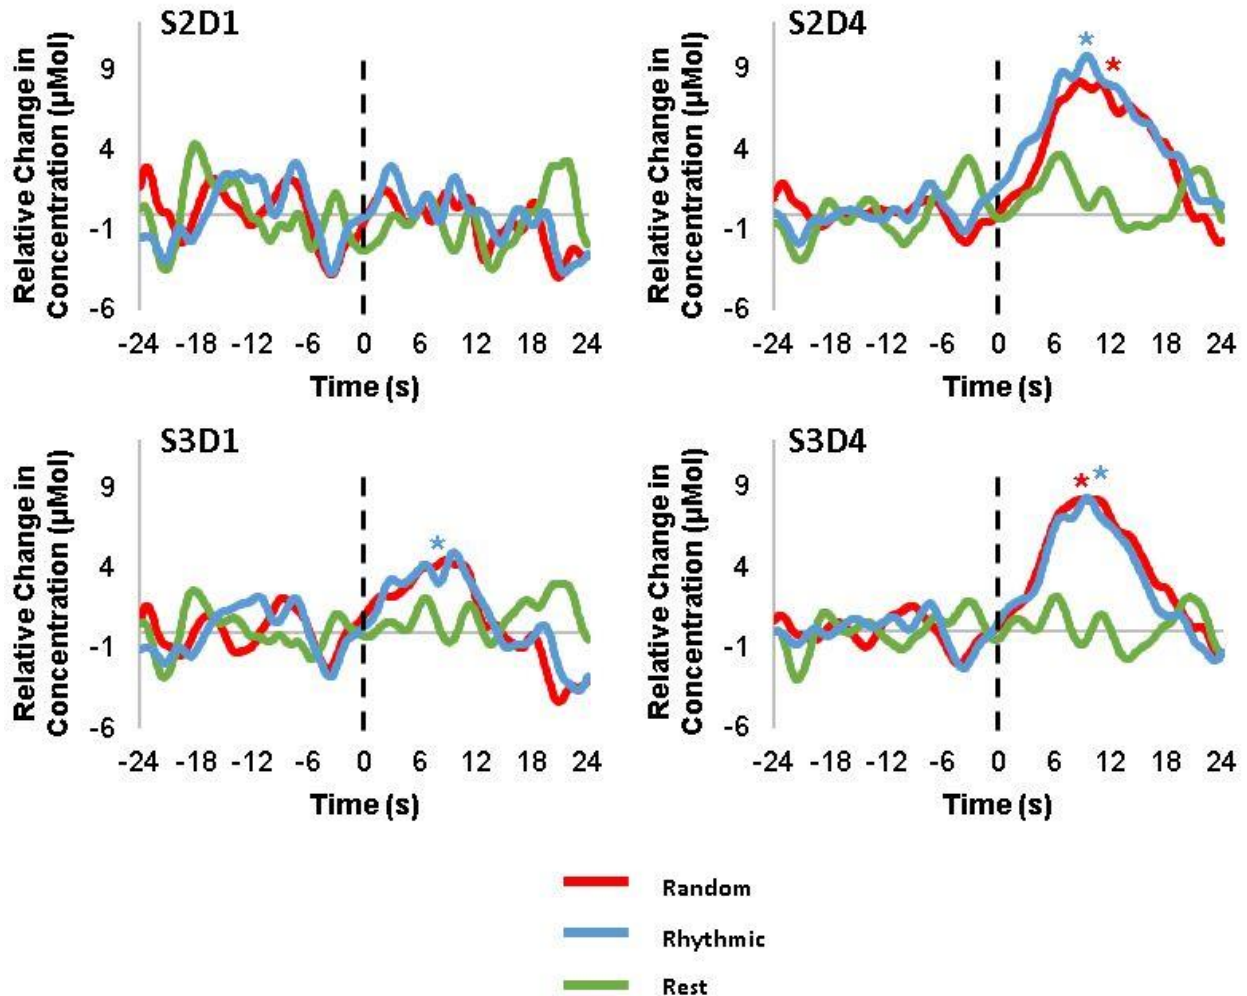 S2D1
Relative Change in
Concentration (µMol)
9
4
-1
-6
-24 -18 -12 -6 0 6 12 18 24
Time (s)
S2D4
Relative Change in
Concentration (µMol)
9
4
-1
-6
*
*
-24 -18 -12 -6 0 6 12 18 24
Time (s)
S3D1
Relative Change in
Concentration (µMol)
9
4
-1
-6
*
-24 -18 -12 -6 0 6 12 18 24
Time (s)
S3D4
Relative Change in
Concentration (µMol)
9
4
-1
-6
* *
-24 -18 -12 -6 0 6 12 18 24
Time (s)
Random
Rhythmic
Rest